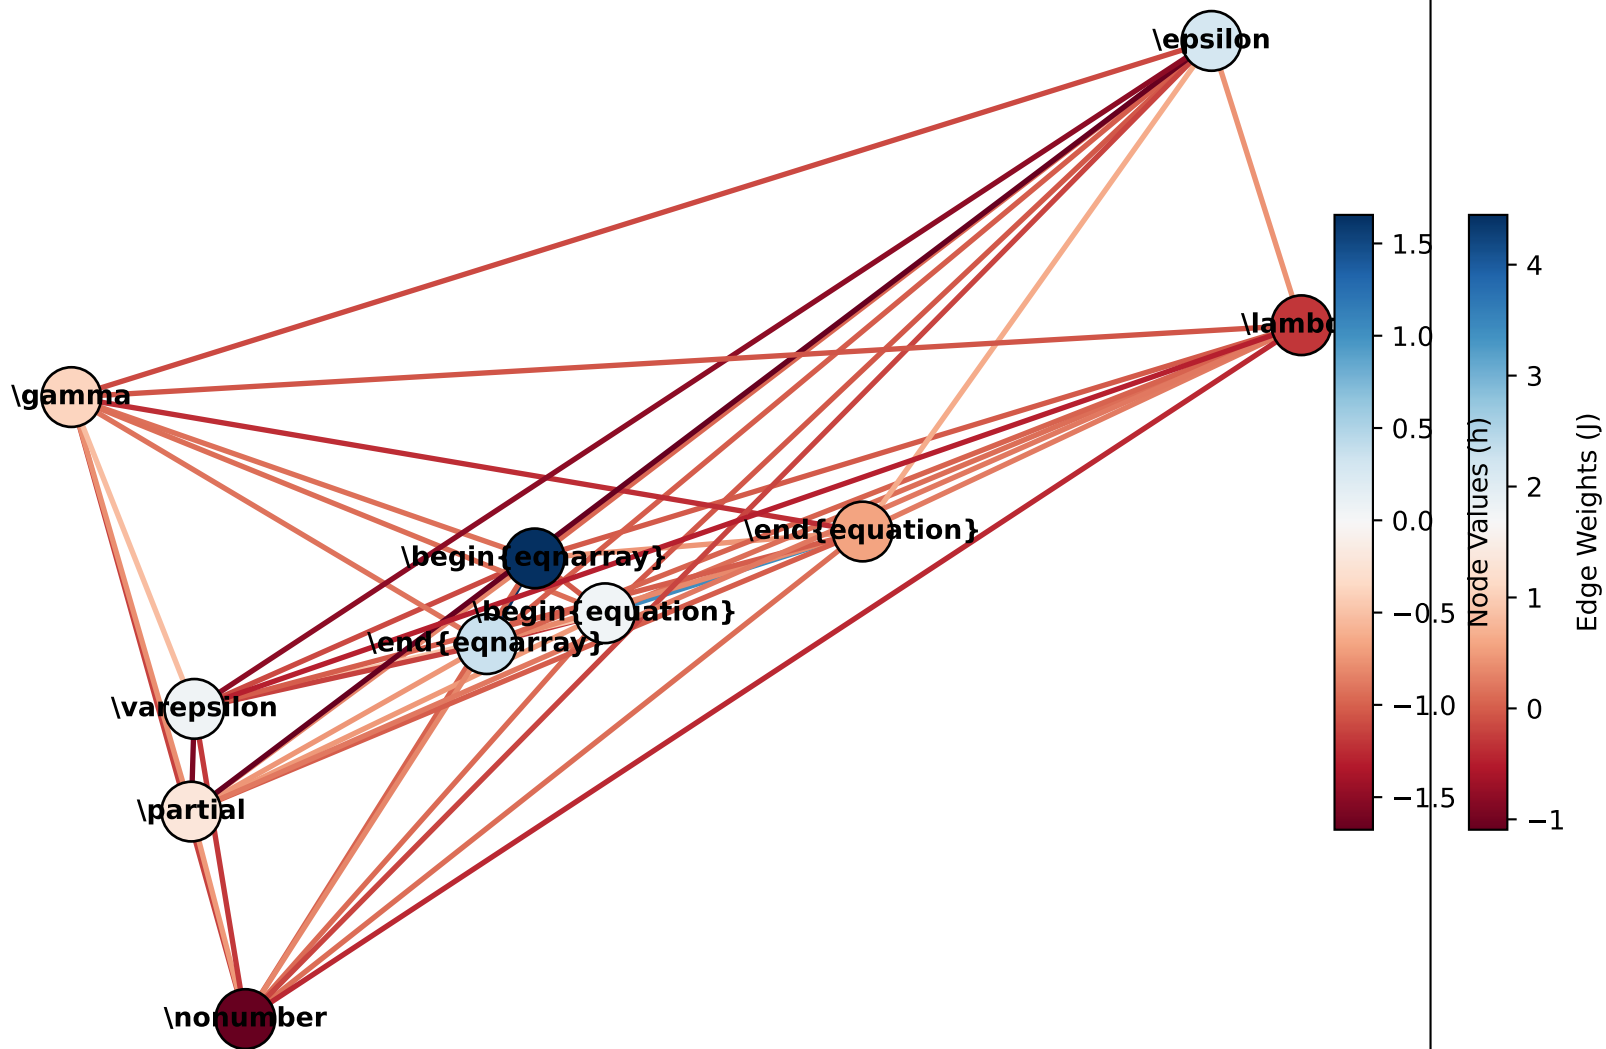 \epsilon
\lamb
\gamma
\end{equation}
\begin{eqnarray}
\begin{equation}
\end{eqnarray}
\varepsilon
\partial
\nonumber
1.5
1.0
0.5
0.0
−0.5
−1.0
−1.5
Node Values (h)
4
3
2
1
0
−1
Edge Weights (J)